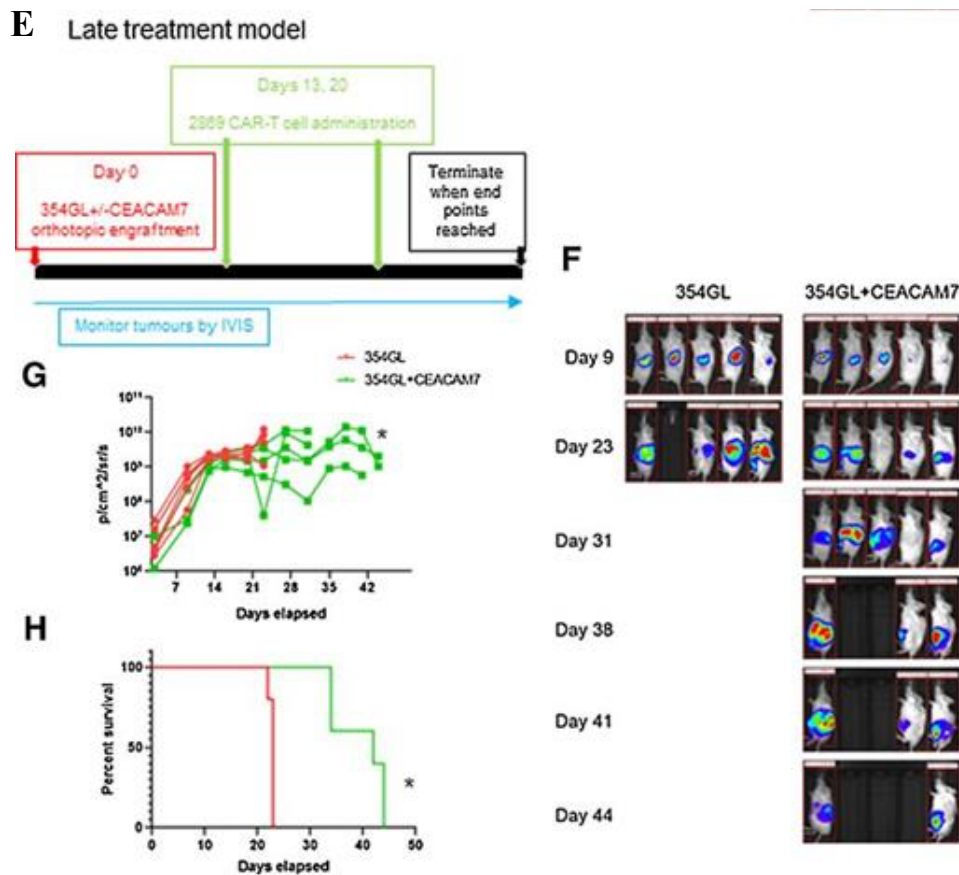 E
Late treatment model
Days 13, 20
2869 CAR-T cell administration
Day 0
354GL+/-CEACAM7
orthotopic engraftment
Terminate
when end
points
reached
Monitor tumours by IVIS
F
354GL
354GL+CEACAM7
Day 9
Day 23
Day 31
Day 38
Day 41
Day 44
G
354GL
354GL+CEACAM7
p/cm^2/sr/s
10¹¹
10¹⁰
10⁹
10⁸
10⁷
10⁶
*
7 14 21 28 35 42
Days elapsed
H
Percent survival
100
50
0
*
0 10 20 30 40 50
Days elapsed